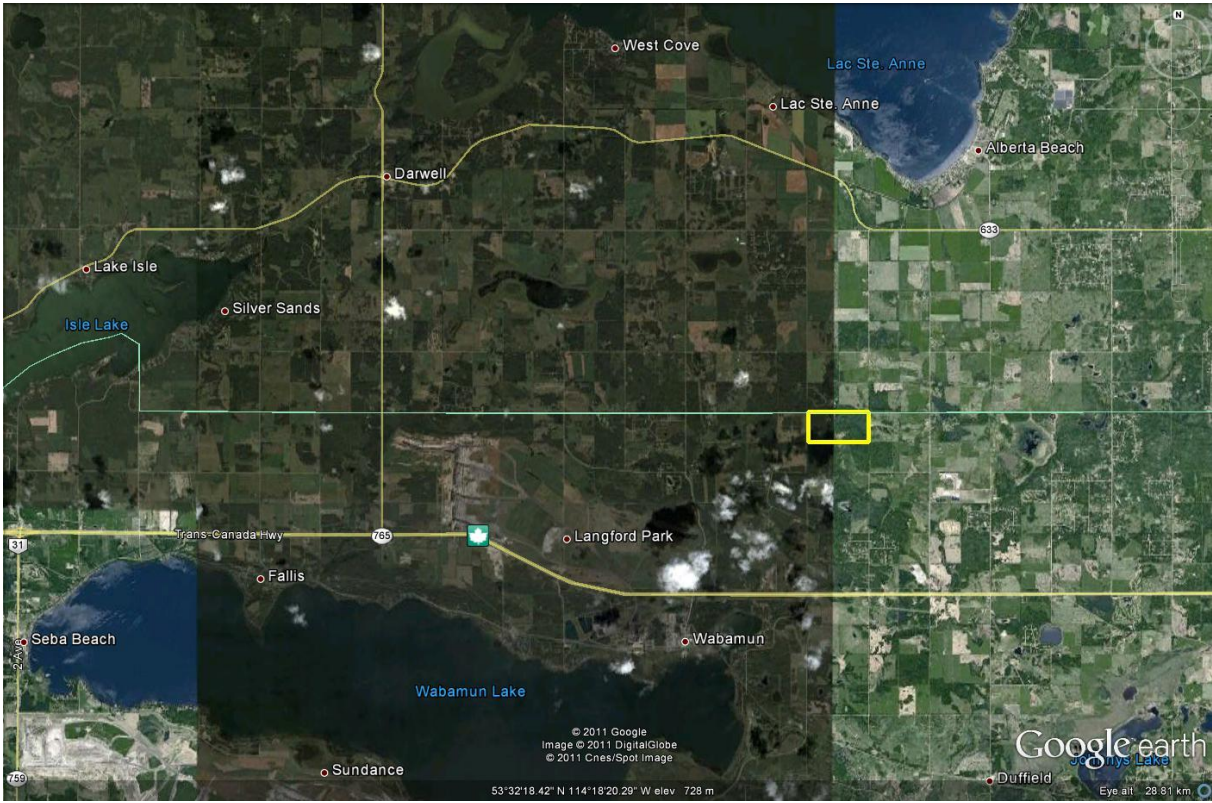 N
West Cove
Lac Ste. Anne
Lac Ste. Anne
Alberta Beach
Darwell
633
Lake Isle
Silver Sands
Isle Lake
31
Trans-Canada Hwy
765
Langford Park
Fallis
2 Ave
Seba Beach
Wabamun
Wabamun Lake
© 2011 Google
Image © 2011 DigitalGlobe
© 2011 Cnes/Spot Image
Google earth
Johnnys Lake
Sundance
759
Duffield
53°32'18.42" N 114°18'20.29" W elev 728 m
Eye alt 28.81 km